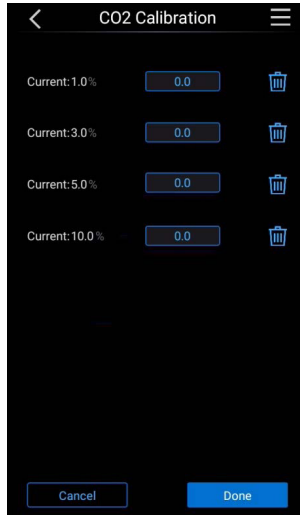 CO2 Calibration
Current:1.0% 0.0
Current:3.0% 0.0
Current:5.0% 0.0
Current:10.0% 0.0
Cancel Done